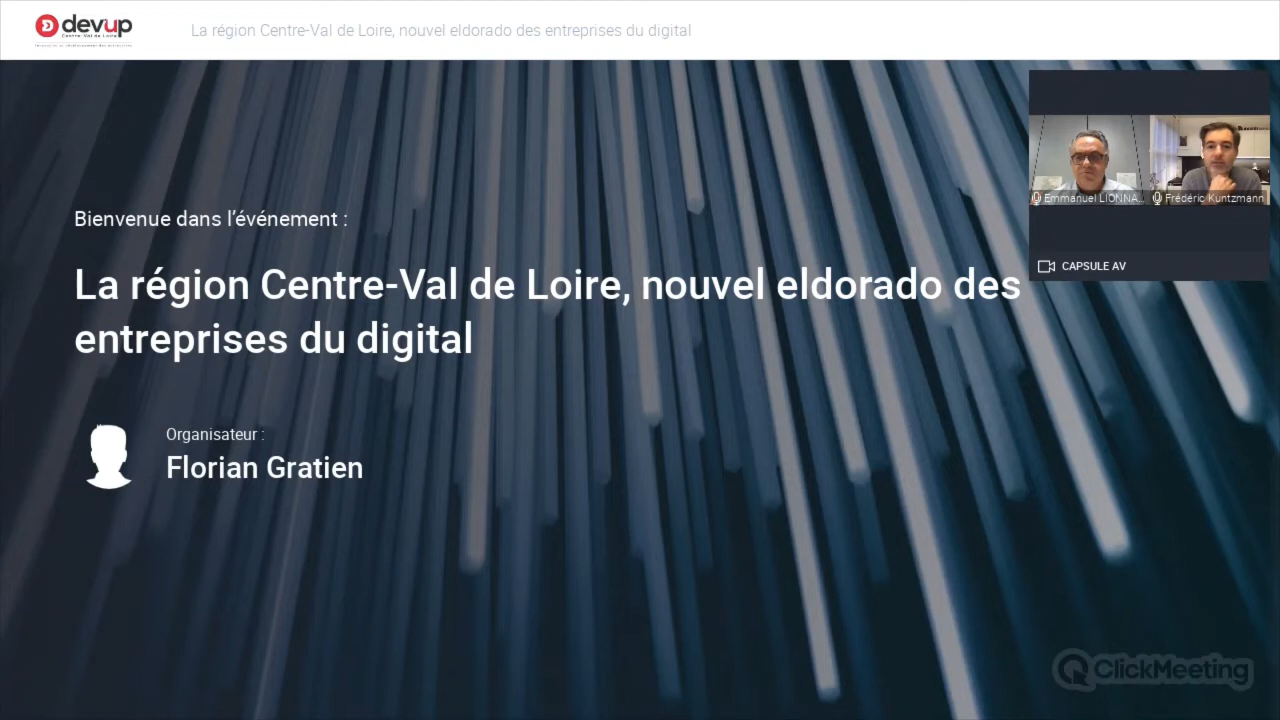 devup
Centre-Val de Loire
La région Centre-Val de Loire, nouvel eldorado des entreprises du digital
Bienvenue dans l’événement :
La région Centre-Val de Loire, nouvel eldorado des
entreprises du digital
Organisateur :
Florian Gratien
Emmanuel LIONNA...
Frédéric Kuntzmann
CAPSULE AV
ClickMeeting